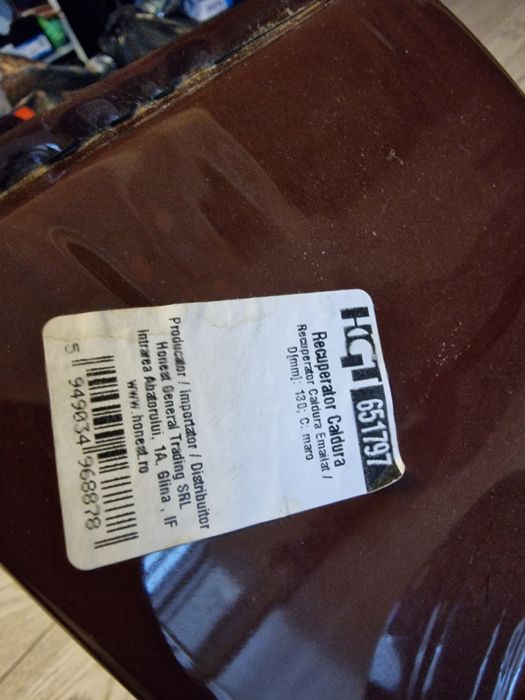 HGT 651797
Recuperator Caldura
Recuperator Caldura Emailat /
D[mm]: 130; C: maro
Producator / Importator / Distribuitor
Honest General Trading SRL
Intrarea Abatorului, 1A, Glina , IF
www.honest.ro
5 949034 968878